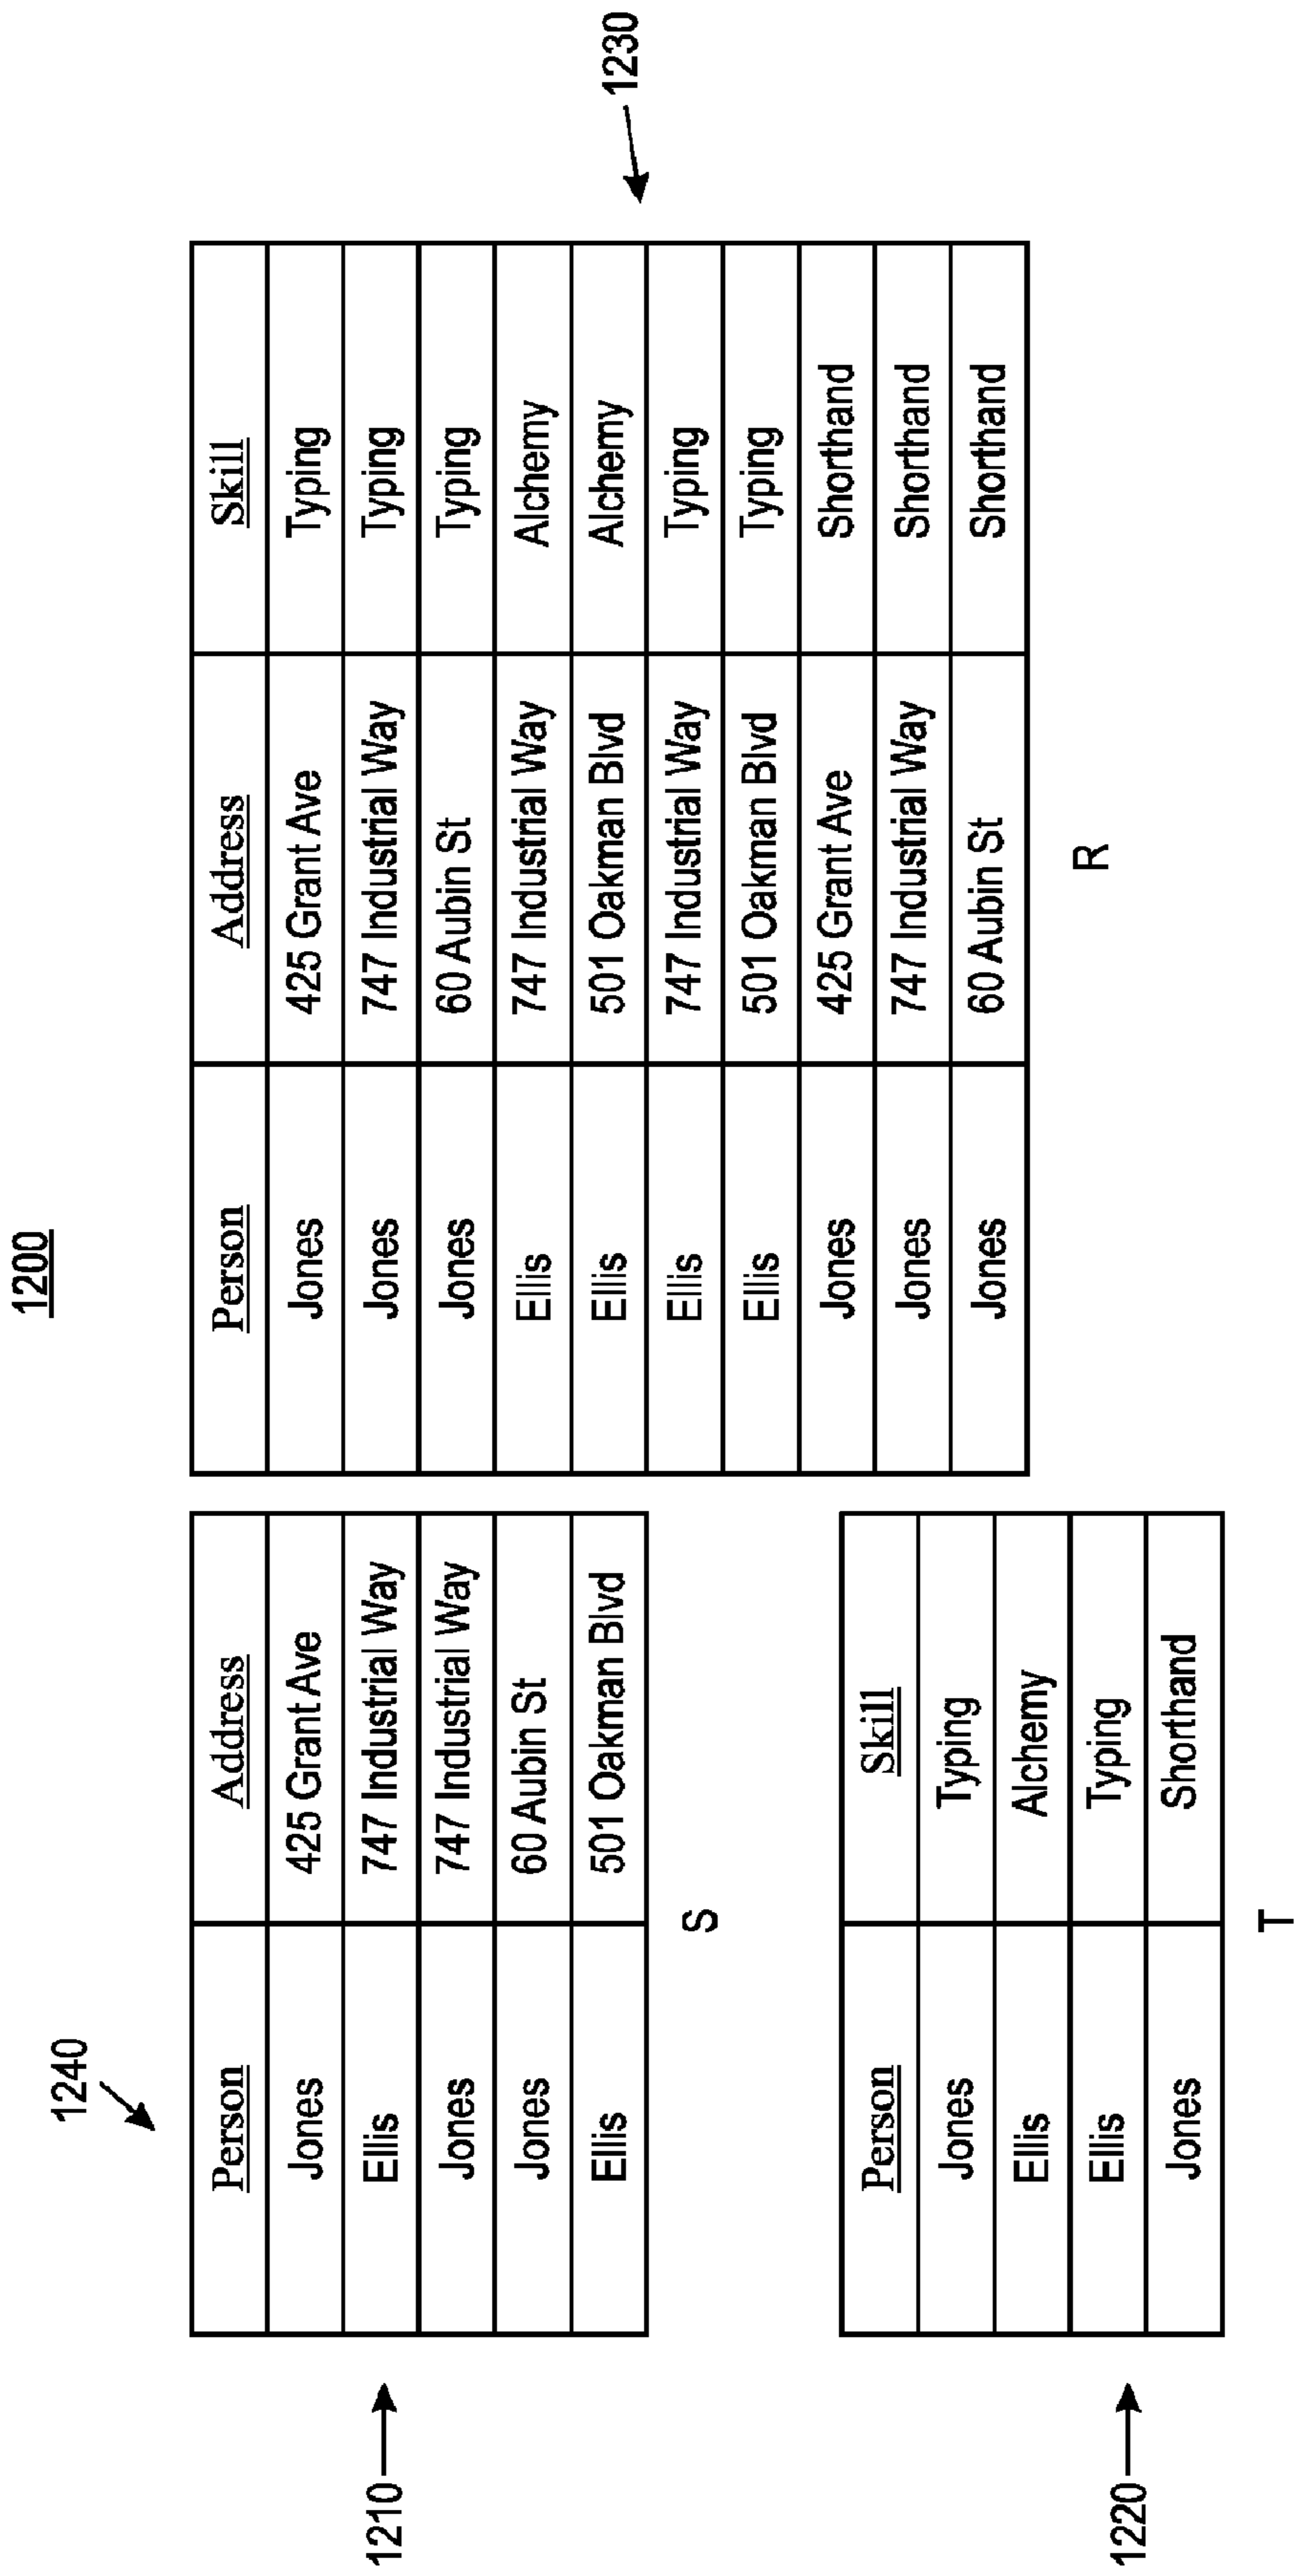 1200
1240
1210
Person Address
Jones 425 Grant Ave
Ellis 747 Industrial Way
Jones 747 Industrial Way
Jones 60 Aubin St
Ellis 501 Oakman Blvd
S
1220
Person Skill
Jones Typing
Ellis Alchemy
Ellis Typing
Jones Shorthand
T
1230
Person Address Skill
Jones 425 Grant Ave Typing
Jones 747 Industrial Way Typing
Jones 60 Aubin St Typing
Ellis 747 Industrial Way Alchemy
Ellis 501 Oakman Blvd Alchemy
Ellis 747 Industrial Way Typing
Ellis 501 Oakman Blvd Typing
Jones 425 Grant Ave Shorthand
Jones 747 Industrial Way Shorthand
Jones 60 Aubin St Shorthand
R